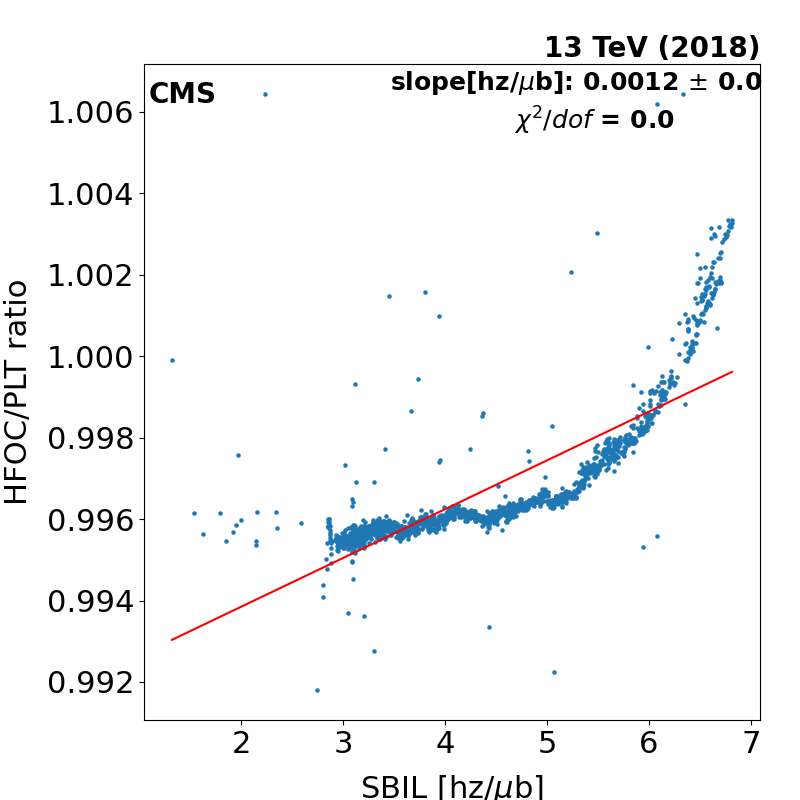 13 TeV (2018)
CMS
slope[hz/μb]: 0.0012 ± 0.0
χ²/dof = 0.0
HFOC/PLT ratio
1.006
1.004
1.002
1.000
0.998
0.996
0.994
0.992
2 3 4 5 6 7
SBIL [hz/μb]